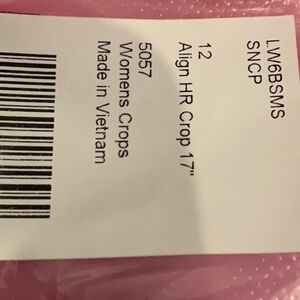 LW6BSMS
SNCP
12
Align HR Crop 17"
5057
Womens Crops
Made in Vietnam